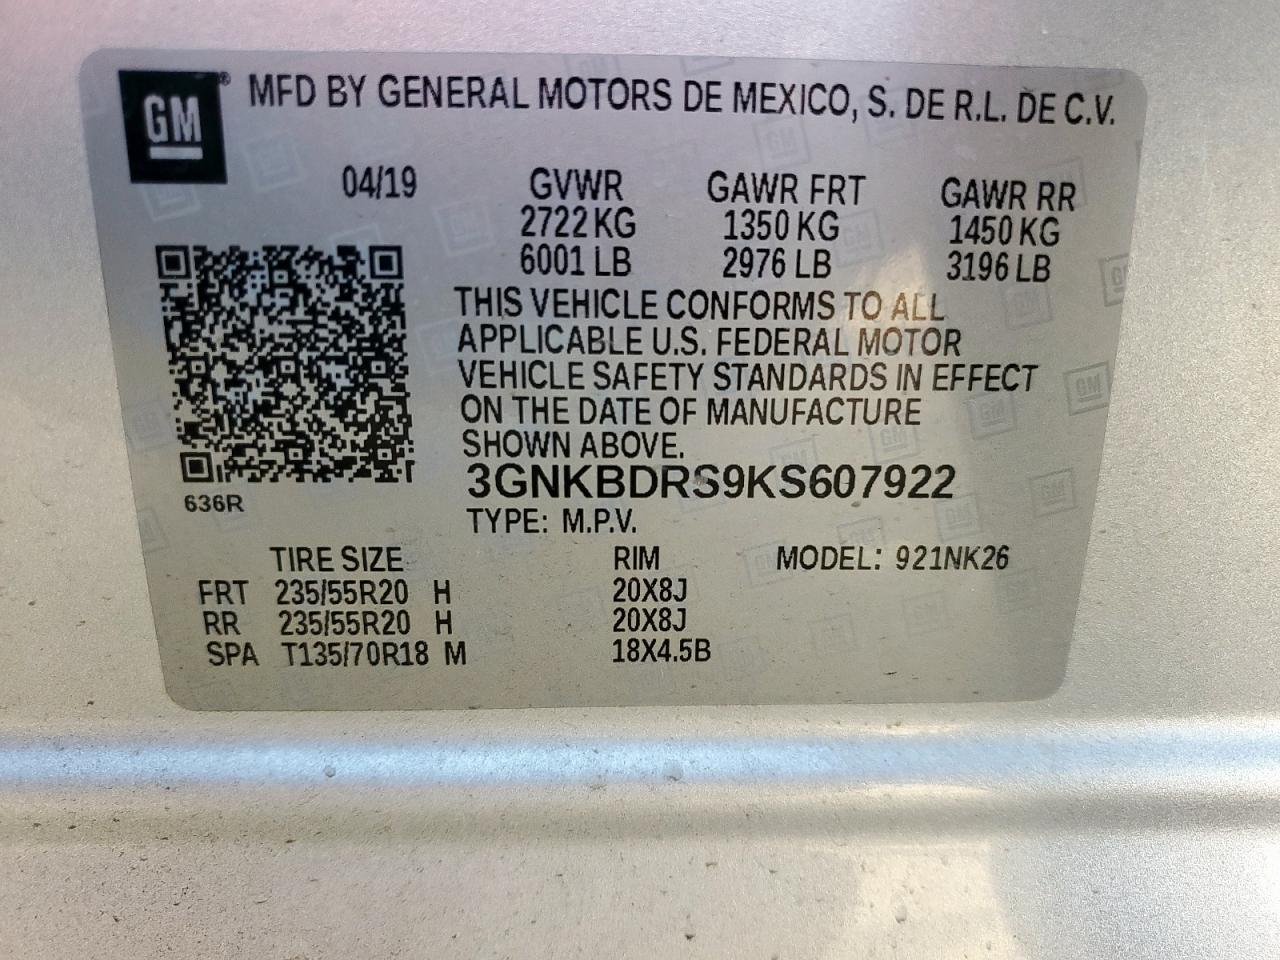 GM® MFD BY GENERAL MOTORS DE MEXICO, S. DE R.L. DE C.V.
04/19 GVWR GAWR FRT GAWR RR
2722 KG 1350 KG 1450 KG
6001 LB 2976 LB 3196 LB
THIS VEHICLE CONFORMS TO ALL
APPLICABLE U.S. FEDERAL MOTOR
VEHICLE SAFETY STANDARDS IN EFFECT
ON THE DATE OF MANUFACTURE
SHOWN ABOVE.
3GNKBDRS9KS607922
636R
TYPE: M.P.V.
TIRE SIZE RIM MODEL: 921NK26
FRT 235/55R20 H 20X8J
RR 235/55R20 H 20X8J
SPA T135/70R18 M 18X4.5B